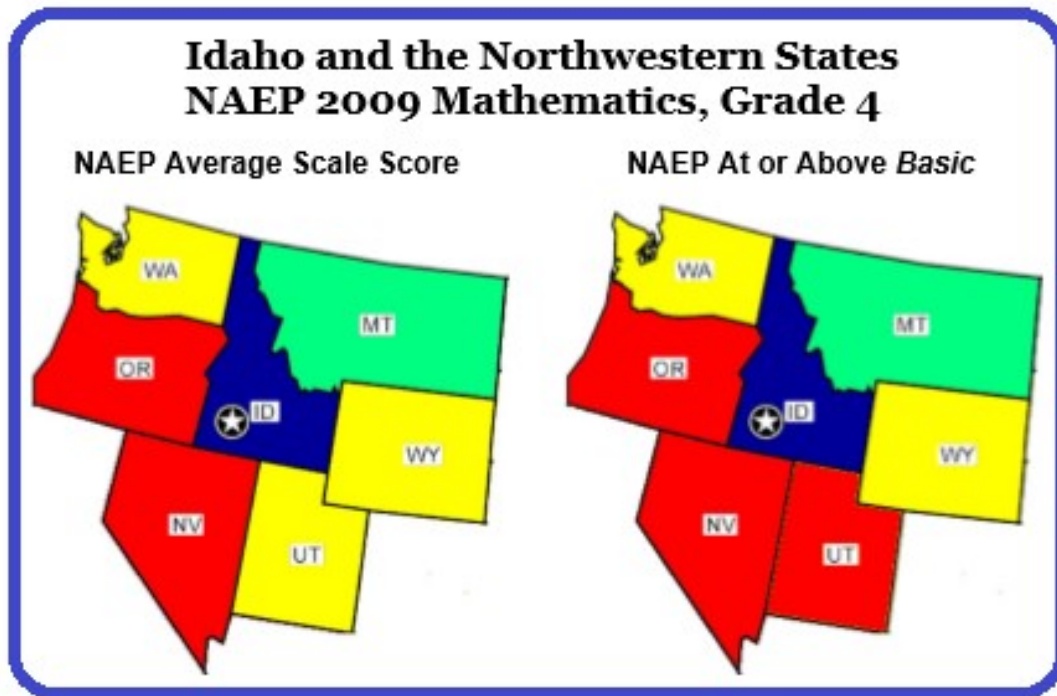 Idaho and the Northwestern States
NAEP 2009 Mathematics, Grade 4
NAEP Average Scale Score
NAEP At or Above Basic
WA
MT
OR
ID
WY
NV
UT
WA
MT
OR
ID
WY
NV
UT